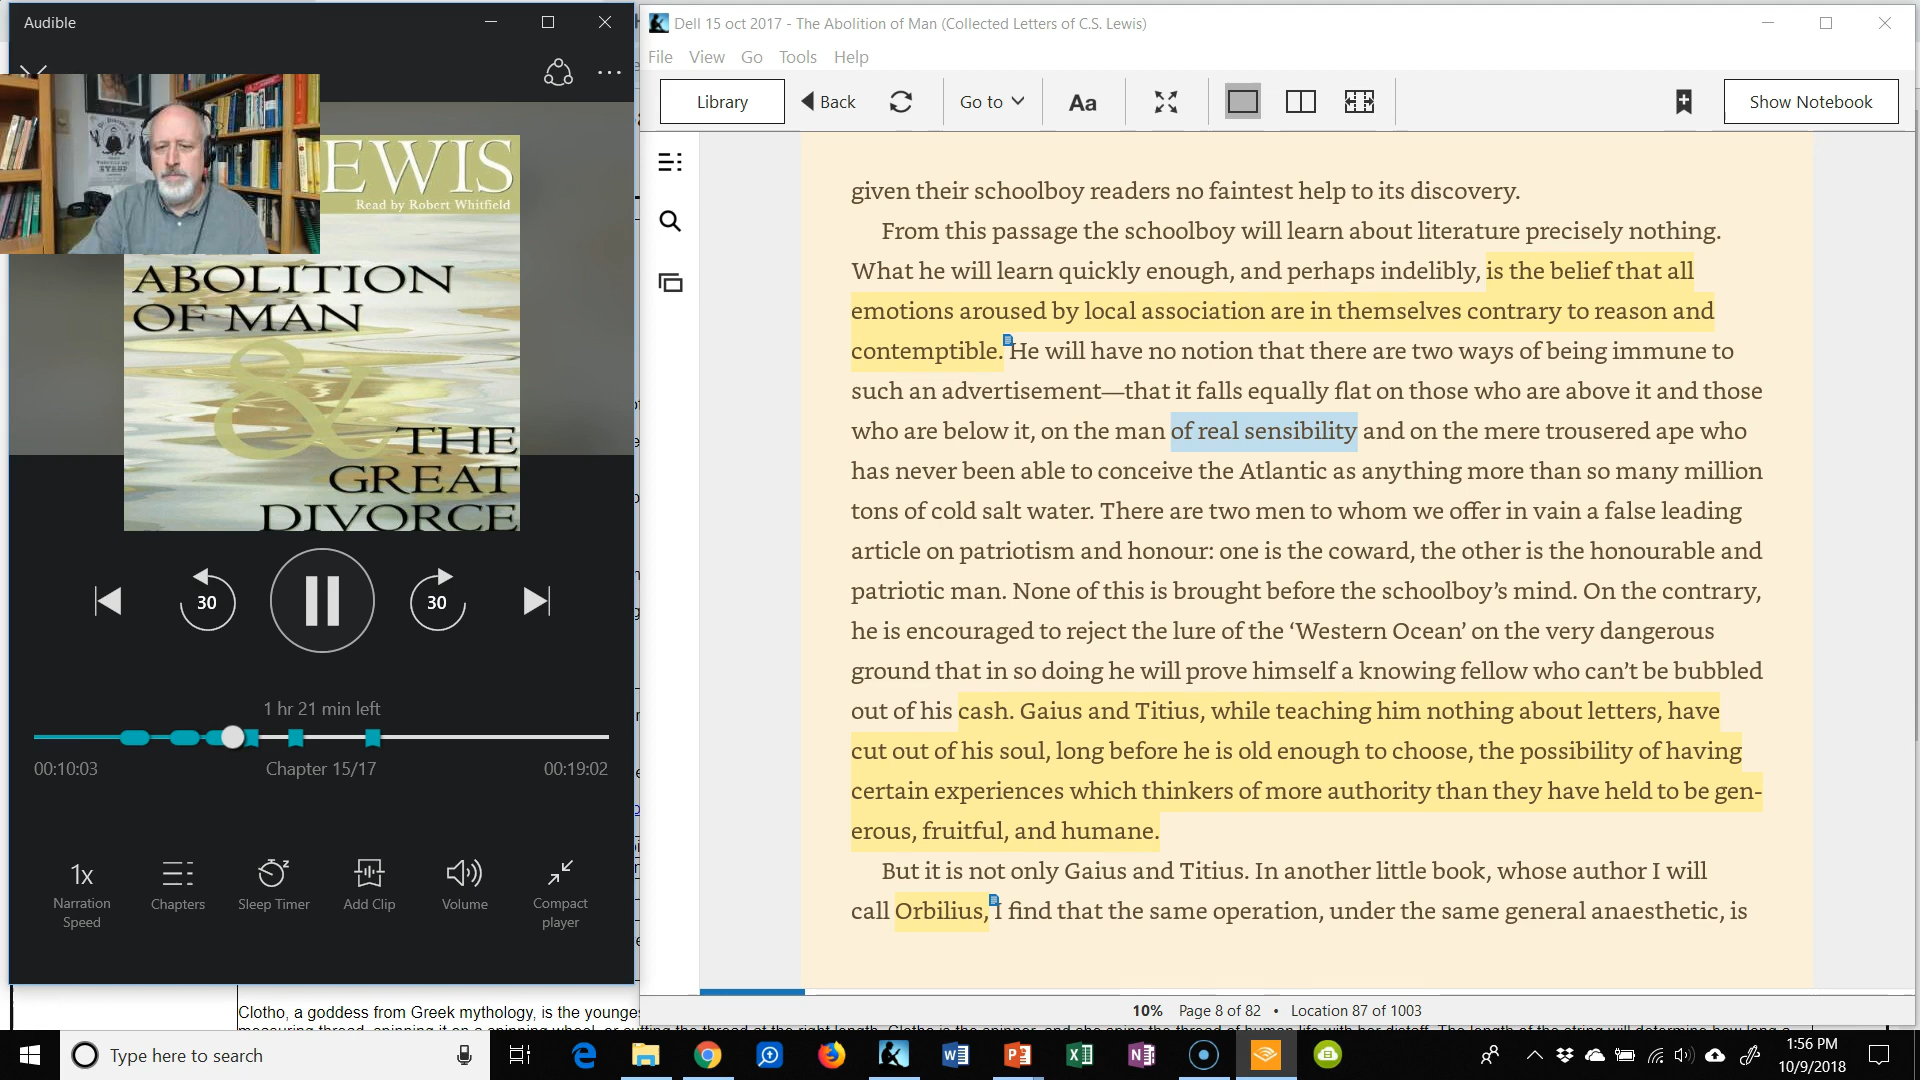 Audible
EWIS
Read by Robert Whitfield
ABOLITION
OF MAN
&
THE
GREAT
DIVORCE
30
30
1 hr 21 min left
00:10:03
Chapter 15/17
00:19:02
1x
Narration
Speed
Chapters
Sleep Timer
Add Clip
Volume
Compact
player
Dell 15 oct 2017 - The Abolition of Man (Collected Letters of C.S. Lewis)
File View Go Tools Help
Library
Back
Go to
Aa
Show Notebook
given their schoolboy readers no faintest help to its discovery.
From this passage the schoolboy will learn about literature precisely nothing.
What he will learn quickly enough, and perhaps indelibly, is the belief that all
emotions aroused by local association are in themselves contrary to reason and
contemptible. He will have no notion that there are two ways of being immune to
such an advertisement—that it falls equally flat on those who are above it and those
who are below it, on the man of real sensibility and on the mere trousered ape who
has never been able to conceive the Atlantic as anything more than so many million
tons of cold salt water. There are two men to whom we offer in vain a false leading
article on patriotism and honour: one is the coward, the other is the honourable and
patriotic man. None of this is brought before the schoolboy’s mind. On the contrary,
he is encouraged to reject the lure of the ‘Western Ocean’ on the very dangerous
ground that in so doing he will prove himself a knowing fellow who can’t be bubbled
out of his cash. Gaius and Titius, while teaching him nothing about letters, have
cut out of his soul, long before he is old enough to choose, the possibility of having
certain experiences which thinkers of more authority than they have held to be gen-
erous, fruitful, and humane.
But it is not only Gaius and Titius. In another little book, whose author I will
call Orbilius, I find that the same operation, under the same general anaesthetic, is
10% Page 8 of 82 • Location 87 of 1003
Clotho, a goddess from Greek mythology, is the younges
Type here to search
1:56 PM
10/9/2018